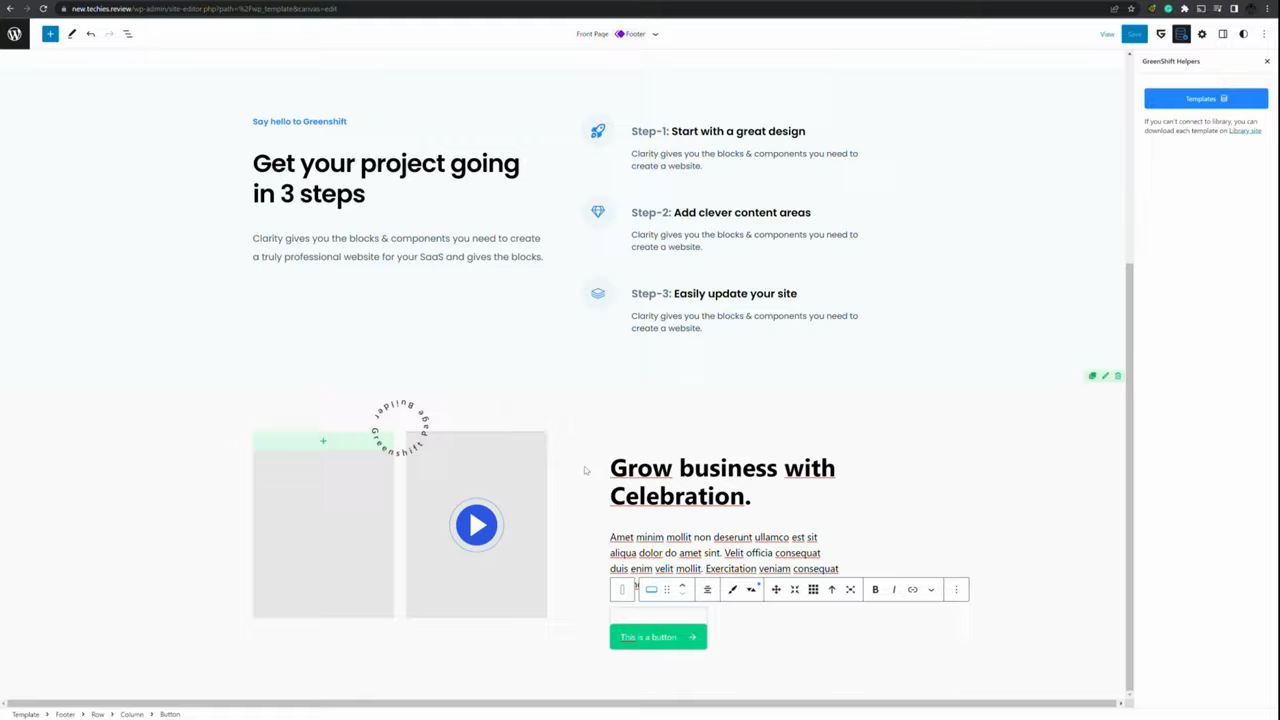 new.techies.review/wp-admin/site-editor.php?path=%2Fwp_template&canvas=edit
Front Page Footer
View Save
GreenShift Helpers
Templates
If you can't connect to library, you can
download each template on Library site
Say hello to Greenshift
Get your project going
in 3 steps
Clarity gives you the blocks & components you need to create
a truly professional website for your SaaS and gives the blocks.
Step-1: Start with a great design
Clarity gives you the blocks & components you need to
create a website.
Step-2: Add clever content areas
Clarity gives you the blocks & components you need to
create a website.
Step-3: Easily update your site
Clarity gives you the blocks & components you need to
create a website.
Greenshift Page Builder
Grow business with
Celebration.
Amet minim mollit non deserunt ullamco est sit
aliqua dolor do amet sint. Velit officia consequat
duis enim velit mollit. Exercitation veniam consequat
B I
This is a button
Template Footer Row Column Button